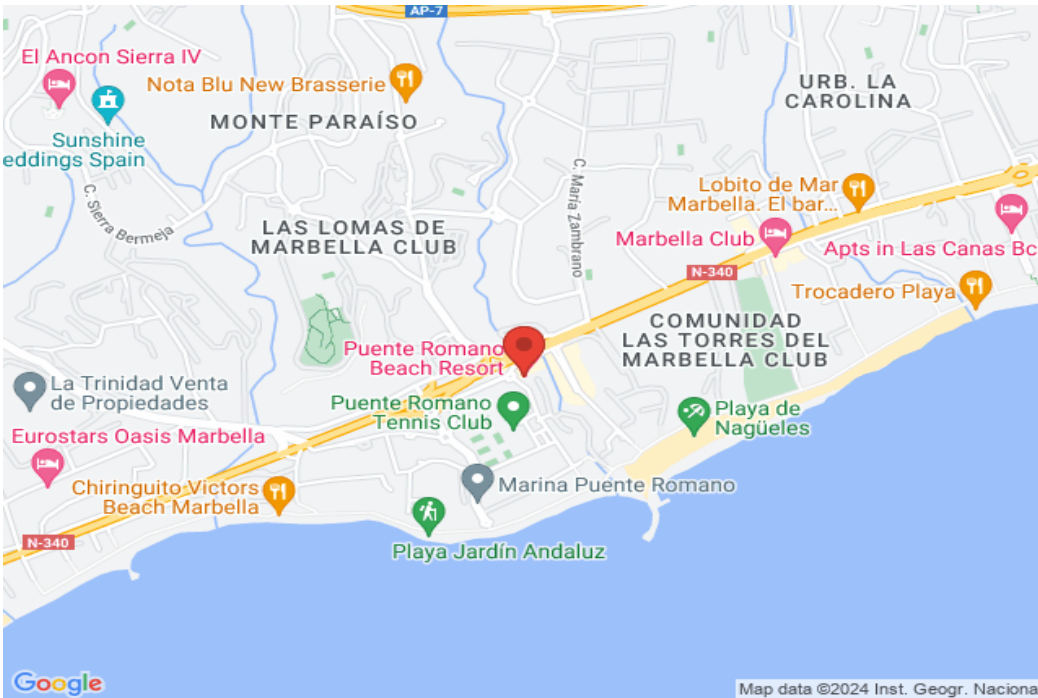 AP-7
El Ancon Sierra IV
Nota Blu New Brasserie
URB. LA
CAROLINA
MONTE PARAÍSO
Sunshine
eddings Spain
C. María Zambrano
Lobito de Mar
Marbella. El bar...
C. Sierra Bermeja
LAS LOMAS DE
MARBELLA CLUB
Marbella Club
Apts in Las Canas Bc
N-340
Trocadero Playa
COMUNIDAD
LAS TORRES DEL
MARBELLA CLUB
Puente Romano
Beach Resort
La Trinidad Venta
de Propiedades
Puente Romano
Tennis Club
Playa de
Nagüeles
Eurostars Oasis Marbella
Chiringuito Victors
Beach Marbella
Marina Puente Romano
N-340
Playa Jardín Andaluz
Google
Map data ©2024 Inst. Geogr. Naciona